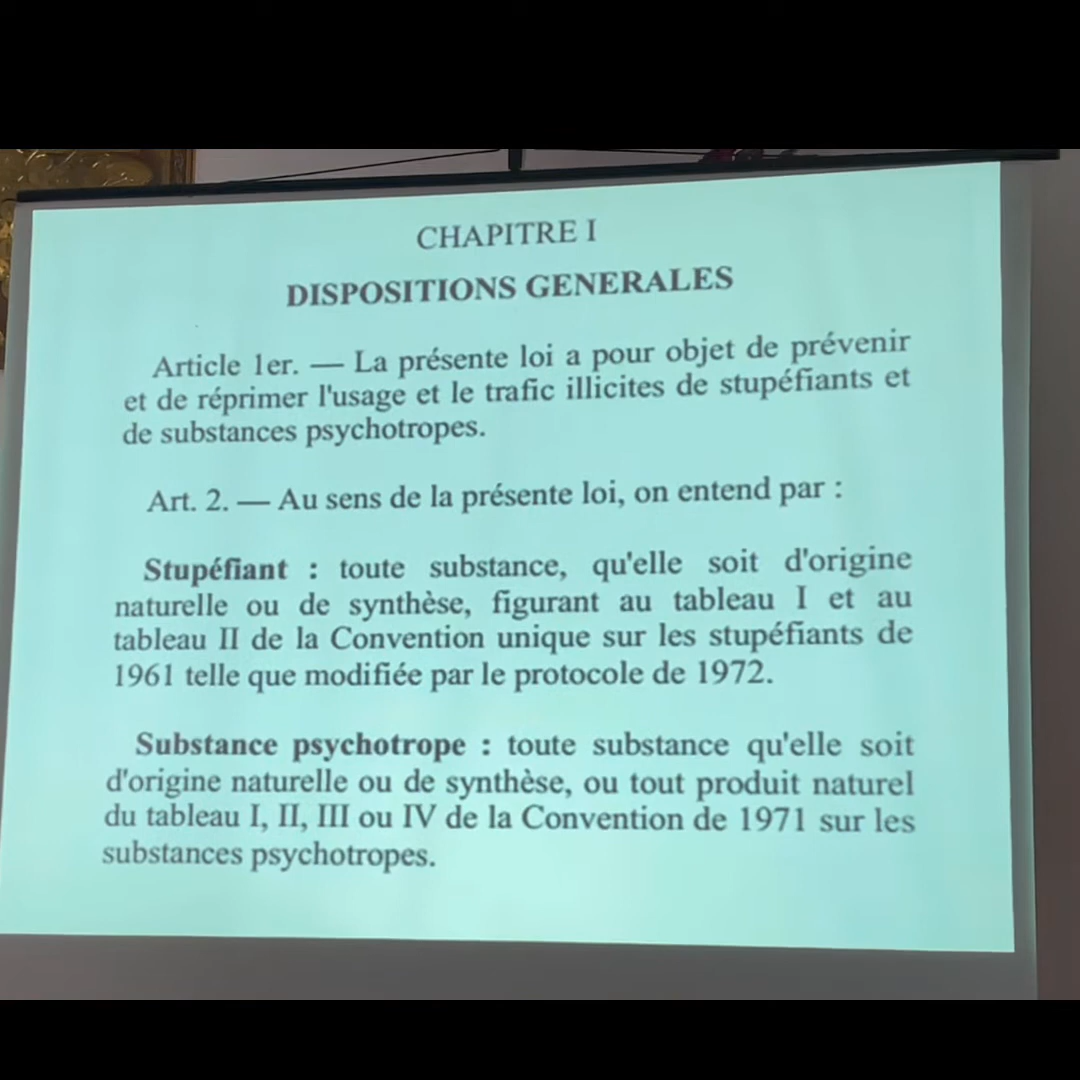 CHAPITRE I
DISPOSITIONS GENERALES
Article 1er. — La présente loi a pour objet de prévenir
et de réprimer l'usage et le trafic illicites de stupéfiants et
de substances psychotropes.
Art. 2. — Au sens de la présente loi, on entend par :
Stupéfiant : toute substance, qu'elle soit d'origine
naturelle ou de synthèse, figurant au tableau I et au
tableau II de la Convention unique sur les stupéfiants de
1961 telle que modifiée par le protocole de 1972.
Substance psychotrope : toute substance qu'elle soit
d'origine naturelle ou de synthèse, ou tout produit naturel
du tableau I, II, III ou IV de la Convention de 1971 sur les
substances psychotropes.